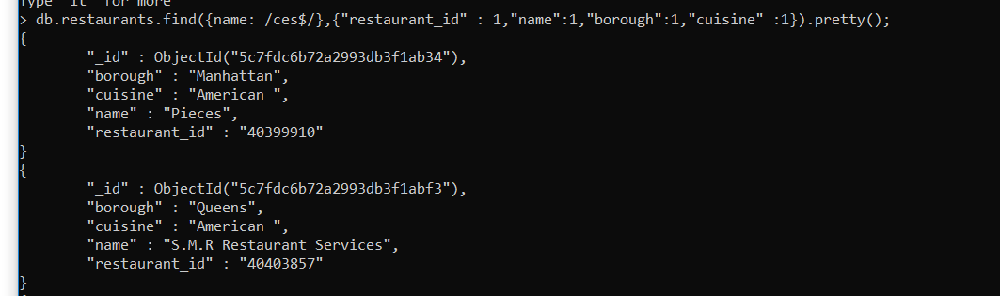 Type "it" for more
> db.restaurants.find({name: /ces$/},{"restaurant_id" : 1,"name":1,"borough":1,"cuisine" :1}).pretty();
{
        "_id" : ObjectId("5c7fdc6b72a2993db3f1ab34"),
        "borough" : "Manhattan",
        "cuisine" : "American ",
        "name" : "Pieces",
        "restaurant_id" : "40399910"
}
{
        "_id" : ObjectId("5c7fdc6b72a2993db3f1abf3"),
        "borough" : "Queens",
        "cuisine" : "American ",
        "name" : "S.M.R Restaurant Services",
        "restaurant_id" : "40403857"
}